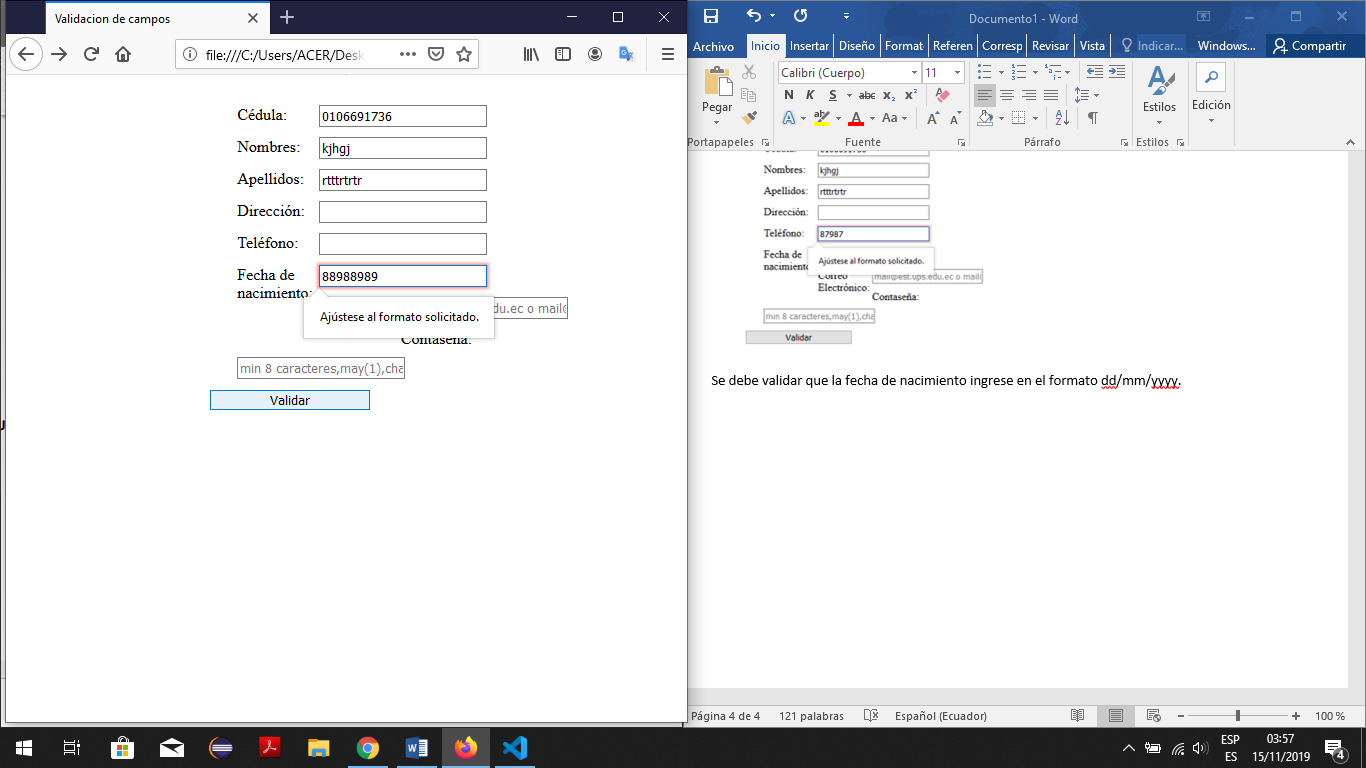 Validacion de campos
file:///C:/Users/ACER/Desk
Cédula:
0106691736
Nombres:
kjhgj
Apellidos:
rtttrtrtr
Dirección:
Teléfono:
Fecha de
nacimiento:
88988989
Ajústese al formato solicitado.
du.ec o mail@
Contaseña:
min 8 caracteres,may(1),cha
Validar
Documento1 - Word
Archivo
Inicio
Insertar
Diseño
Format
Referen
Corresp
Revisar
Vista
Indicar...
Windows...
Compartir
Pegar
Calibri (Cuerpo)
11
N K S abc x₂ x²
A ab A Aa A A
Estilos
Edición
Portapapeles
Fuente
Párrafo
Estilos
Nombres:
kjhgj
Apellidos:
rtttrtrtr
Dirección:
Teléfono:
87987
Fecha de
nacimiento
Ajústese al formato solicitado.
Correo
Electrónico:
mail@est.ups.edu.ec o mail@
Contaseña:
min 8 caracteres,may(1),cha
Validar
Se debe validar que la fecha de nacimiento ingrese en el formato dd/mm/yyyy.
Página 4 de 4
121 palabras
Español (Ecuador)
100 %
ESP
ES
03:57
15/11/2019
4